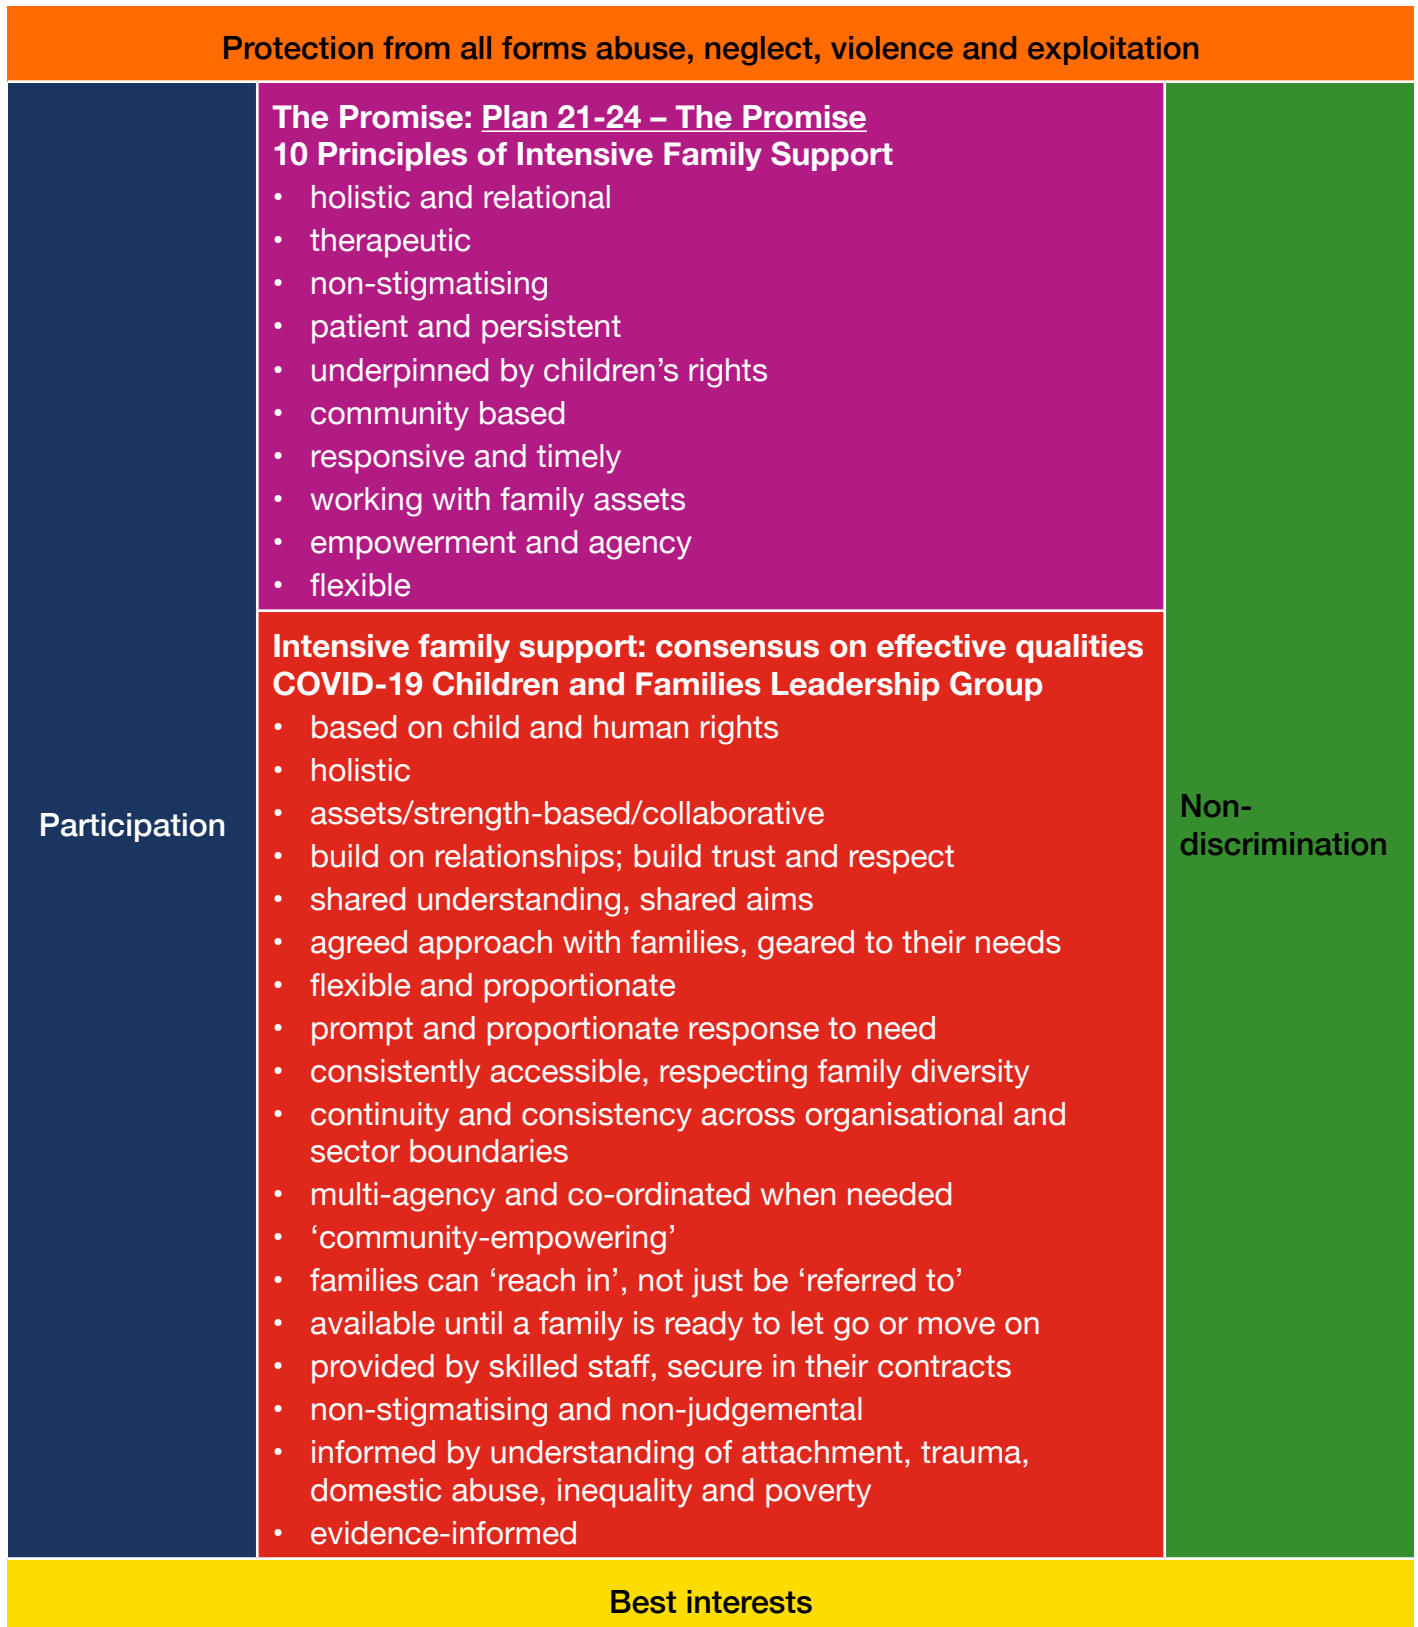 Protection from all forms abuse, neglect, violence and exploitation
Participation
The Promise: Plan 21-24 – The Promise
10 Principles of Intensive Family Support
• holistic and relational
• therapeutic
• non-stigmatising
• patient and persistent
• underpinned by children’s rights
• community based
• responsive and timely
• working with family assets
• empowerment and agency
• flexible
Intensive family support: consensus on effective qualities
COVID-19 Children and Families Leadership Group
• based on child and human rights
• holistic
• assets/strength-based/collaborative
• build on relationships; build trust and respect
• shared understanding, shared aims
• agreed approach with families, geared to their needs
• flexible and proportionate
• prompt and proportionate response to need
• consistently accessible, respecting family diversity
• continuity and consistency across organisational and
sector boundaries
• multi-agency and co-ordinated when needed
• ‘community-empowering’
• families can ‘reach in’, not just be ‘referred to’
• available until a family is ready to let go or move on
• provided by skilled staff, secure in their contracts
• non-stigmatising and non-judgemental
• informed by understanding of attachment, trauma,
domestic abuse, inequality and poverty
• evidence-informed
Non-
discrimination
Best interests